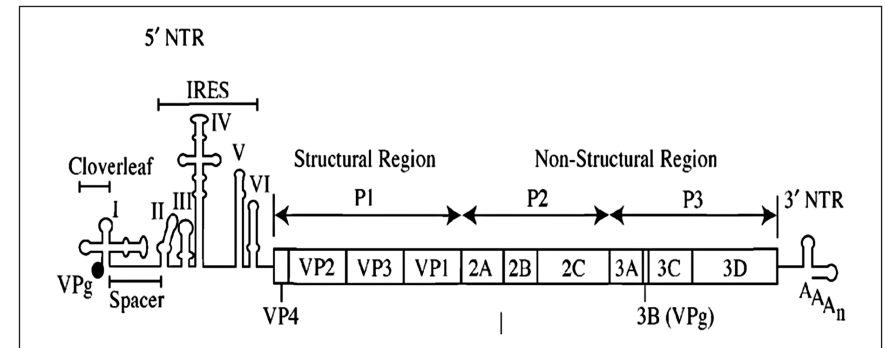 5′ NTR
IRES
IV
Cloverleaf
V
Structural Region
Non-Structural Region
I
II
III
VI
P1
P2
P3
3′ NTR
VPg
Spacer
VP2
VP3
VP1
2A
2B
2C
3A
3C
3D
VP4
3B (VPg)
AAAn